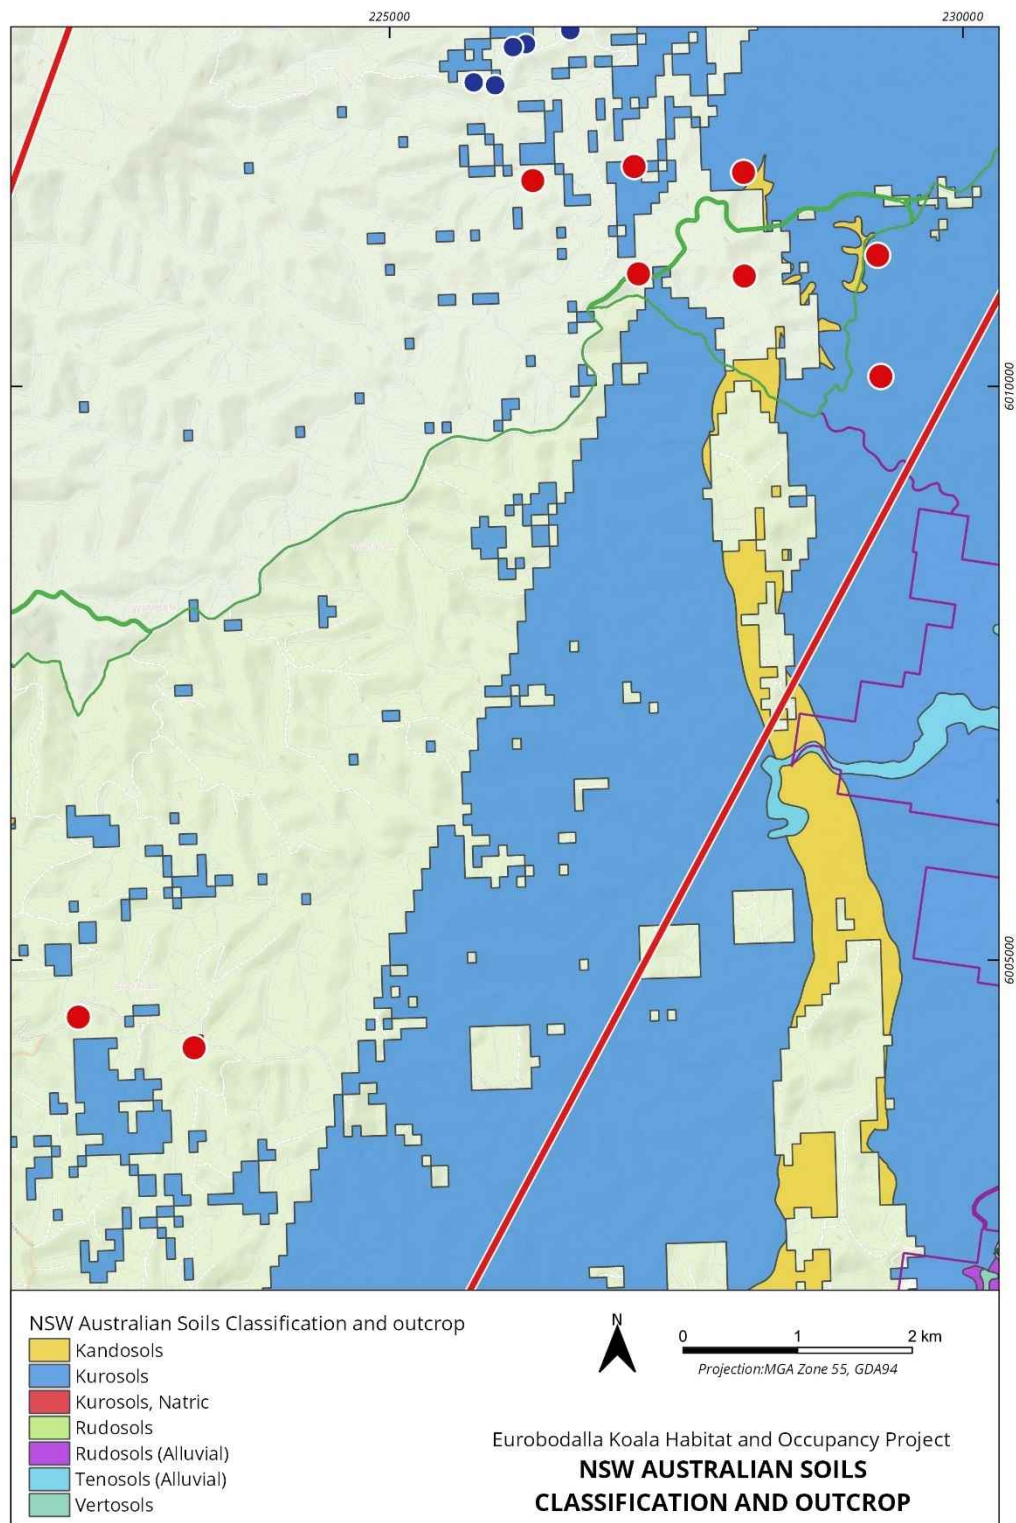 225000
230000
6010000
6005000
NSW Australian Soils Classification and outcrop
Kandosols
Kurosols
Kurosols, Natric
Rudosols
Rudosols (Alluvial)
Tenosols (Alluvial)
Vertosols
N
0 1 2 km
Projection:MGA Zone 55, GDA94
Eurobodalla Koala Habitat and Occupancy Project
NSW AUSTRALIAN SOILS
CLASSIFICATION AND OUTCROP